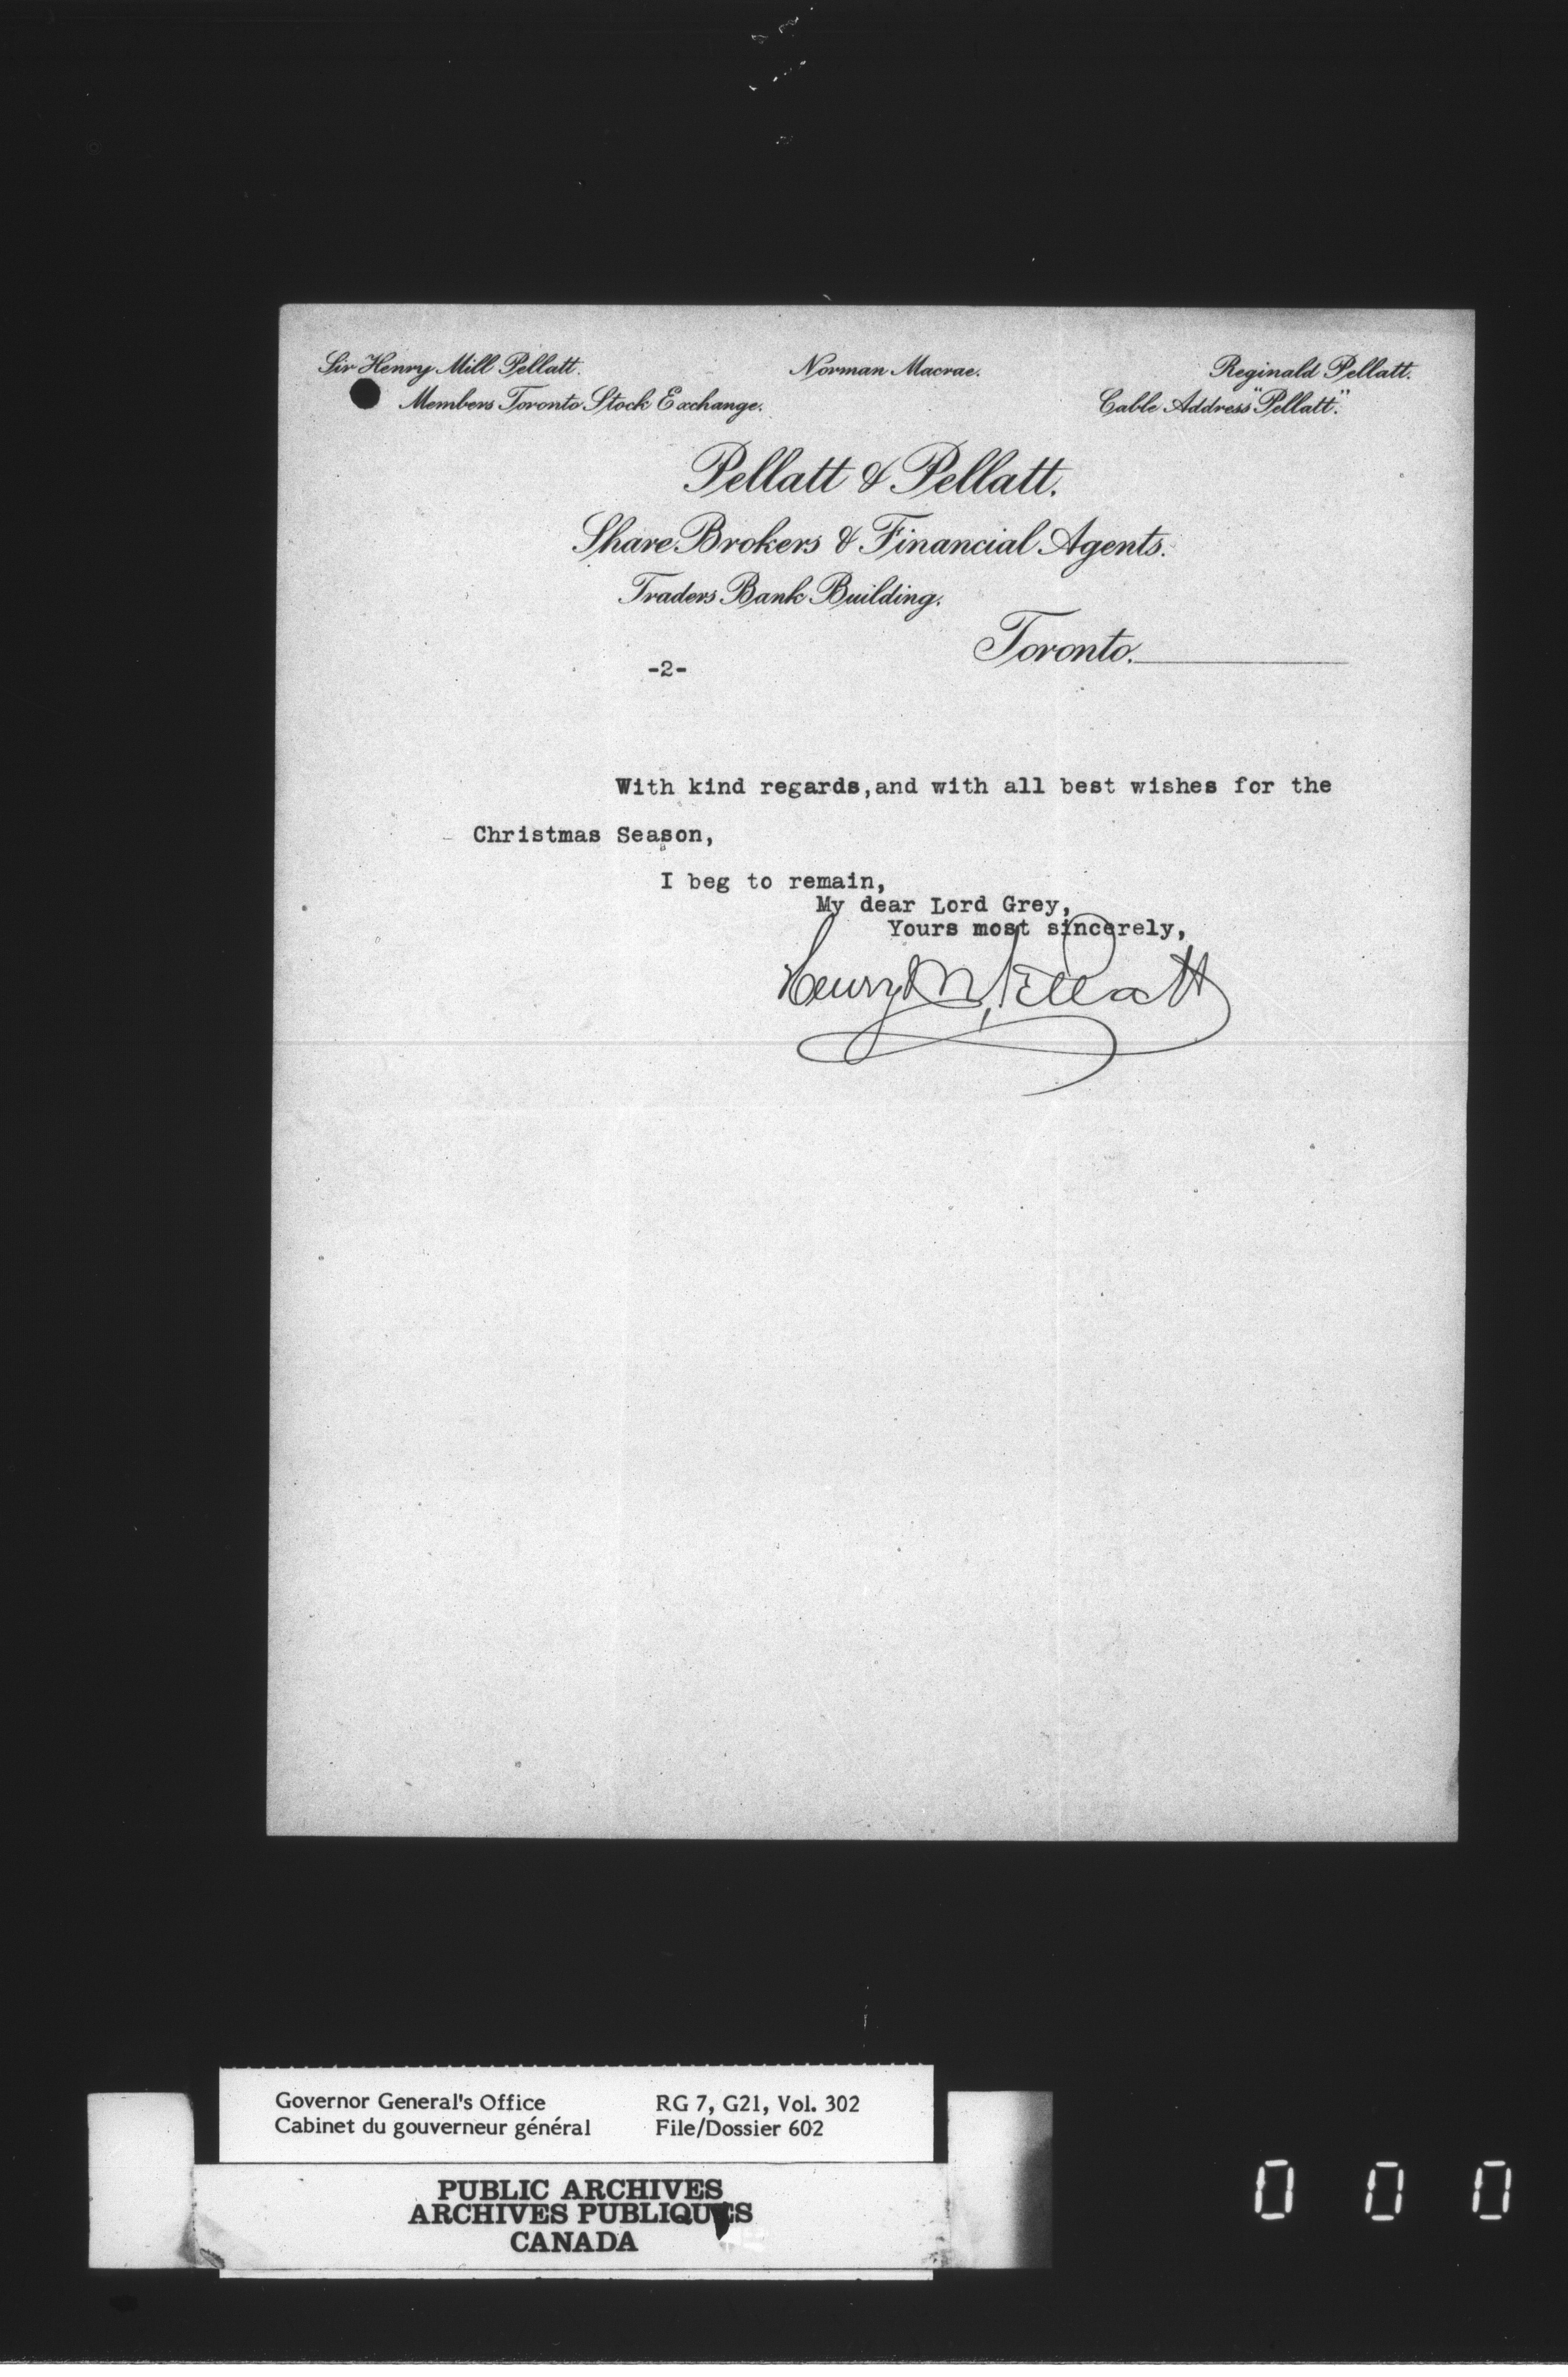 Sir Henry Mill Pellatt. Norman Macrae. Reginald Pellatt.
Members Toronto Stock Exchange. Cable Address "Pellatt."
Pellatt & Pellatt.
Share Brokers & Financial Agents.
Traders Bank Building.
Toronto.
-2-
With kind regards,and with all best wishes for the
Christmas Season,
I beg to remain,
My dear Lord Grey,
Yours most sincerely,
Henry M. Pellatt
Governor General's Office RG 7, G21, Vol. 302
Cabinet du gouverneur général File/Dossier 602
PUBLIC ARCHIVES
ARCHIVES PUBLIQUES
CANADA
0 0 0